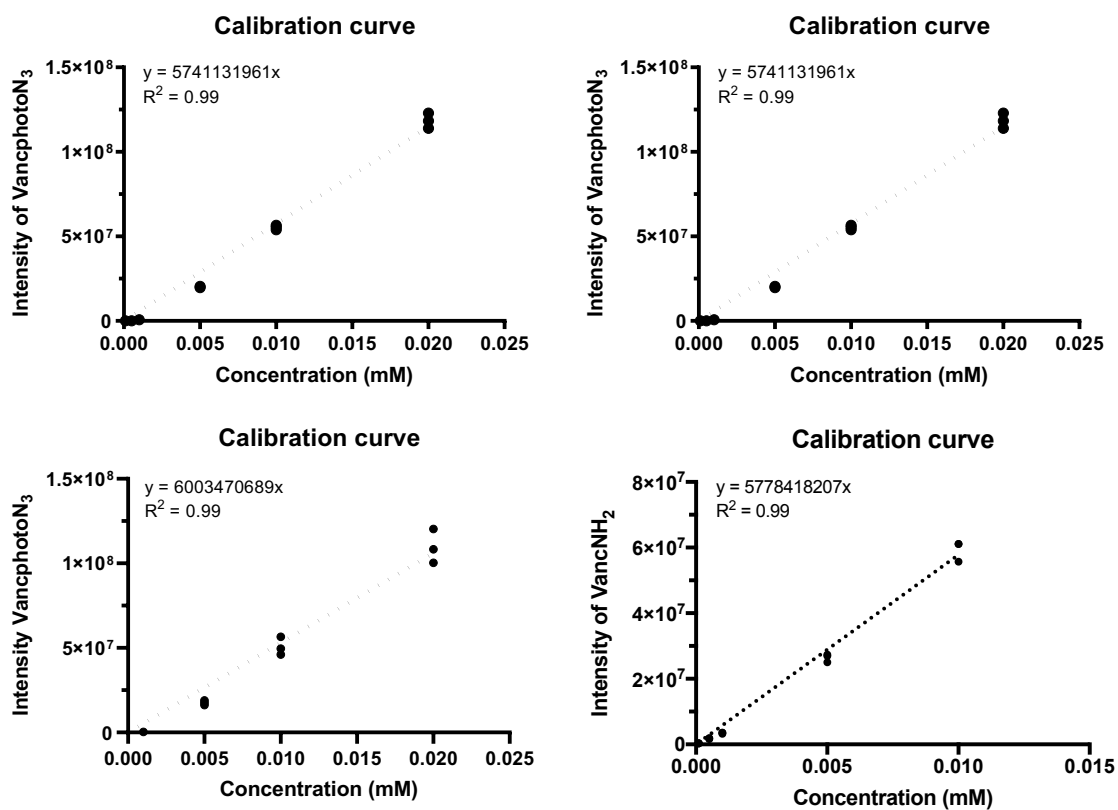 Calibration curve
y = 5741131961x
R² = 0.99
Intensity of VancphotoN₃
1.5×10⁸
1×10⁸
5×10⁷
0
0.000 0.005 0.010 0.015 0.020 0.025
Concentration (mM)
Calibration curve
y = 5741131961x
R² = 0.99
Intensity of VancphotoN₃
1.5×10⁸
1×10⁸
5×10⁷
0
0.000 0.005 0.010 0.015 0.020 0.025
Concentration (mM)
Calibration curve
y = 6003470689x
R² = 0.99
Intensity VancphotoN₃
1.5×10⁸
1×10⁸
5×10⁷
0
0.000 0.005 0.010 0.015 0.020 0.025
Concentration (mM)
Calibration curve
y = 5778418207x
R² = 0.99
Intensity of VancNH₂
8×10⁷
6×10⁷
4×10⁷
2×10⁷
0
0.000 0.005 0.010 0.015
Concentration (mM)